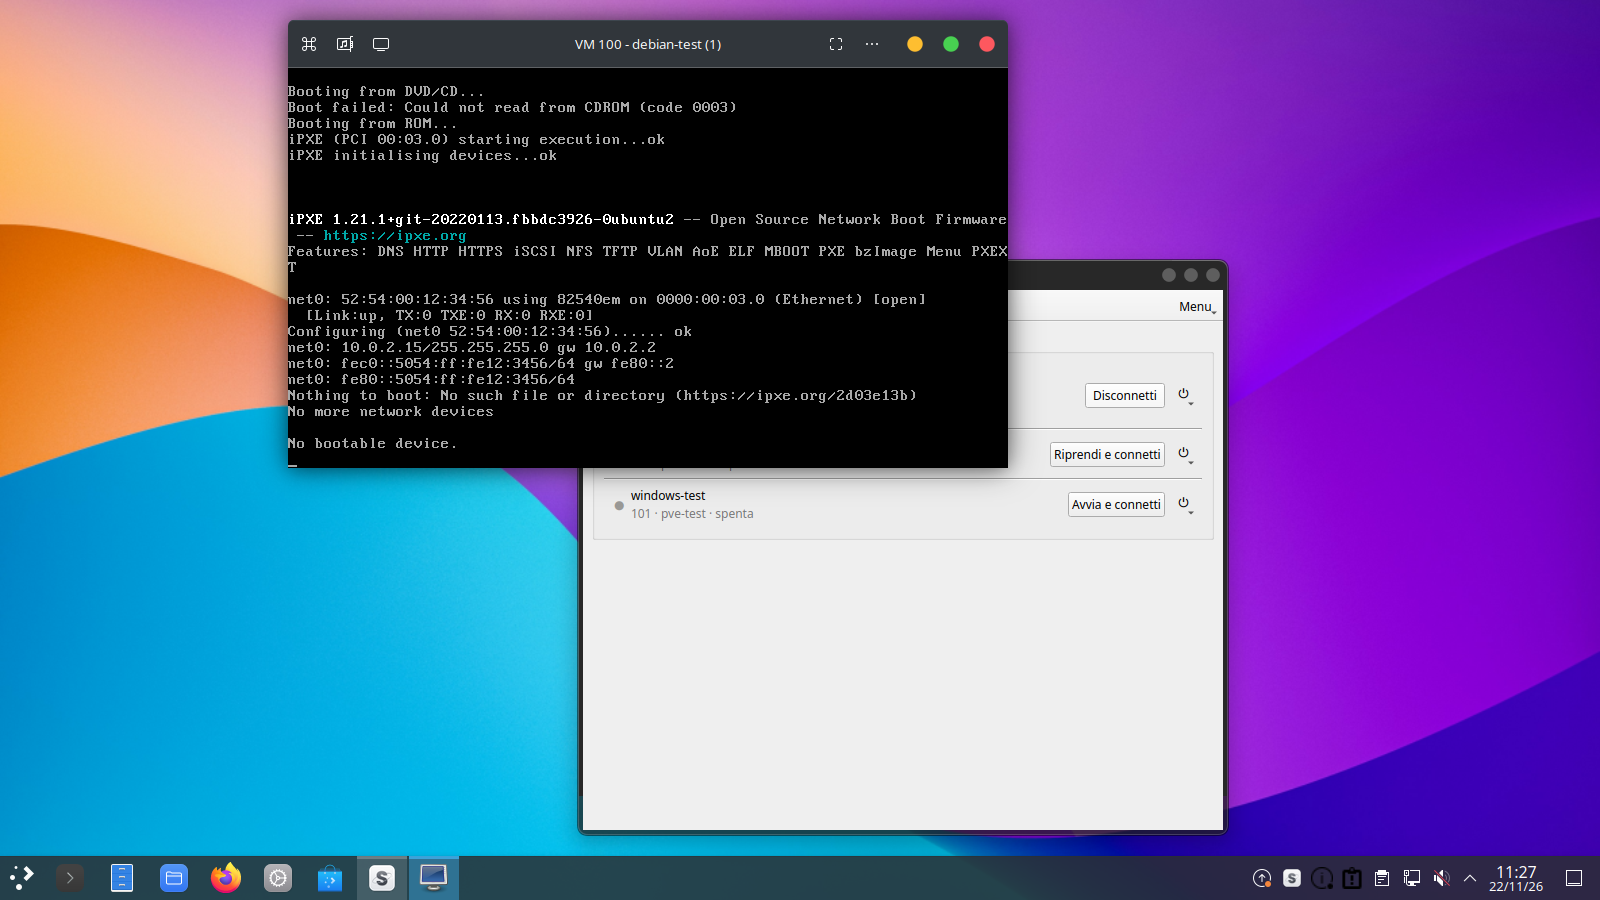 VM 100 - debian-test (1)
Booting from DVD/CD...
Boot failed: Could not read from CDROM (code 0003)
Booting from ROM...
iPXE (PCI 00:03.0) starting execution...ok
iPXE initialising devices...ok
iPXE 1.21.1+git-20220113.fbbdc3926-0ubuntu2 -- Open Source Network Boot Firmware
-- https://ipxe.org
Features: DNS HTTP HTTPS iSCSI NFS TFTP VLAN AoE ELF MBOOT PXE bzImage Menu PXEX
T
net0: 52:54:00:12:34:56 using 82540em on 0000:00:03.0 (Ethernet) [open]
[Link:up, TX:0 TXE:0 RX:0 RXE:0]
Configuring (net0 52:54:00:12:34:56)...... ok
net0: 10.0.2.15/255.255.255.0 gw 10.0.2.2
net0: fec0::5054:ff:fe12:3456/64 gw fe80::2
net0: fe80::5054:ff:fe12:3456/64
Nothing to boot: No such file or directory (https://ipxe.org/2d03e13b)
No more network devices
No bootable device.
Menu
Disconnetti
Riprendi e connetti
windows-test
101 · pve-test · spenta
Avvia e connetti
11:27
22/11/26